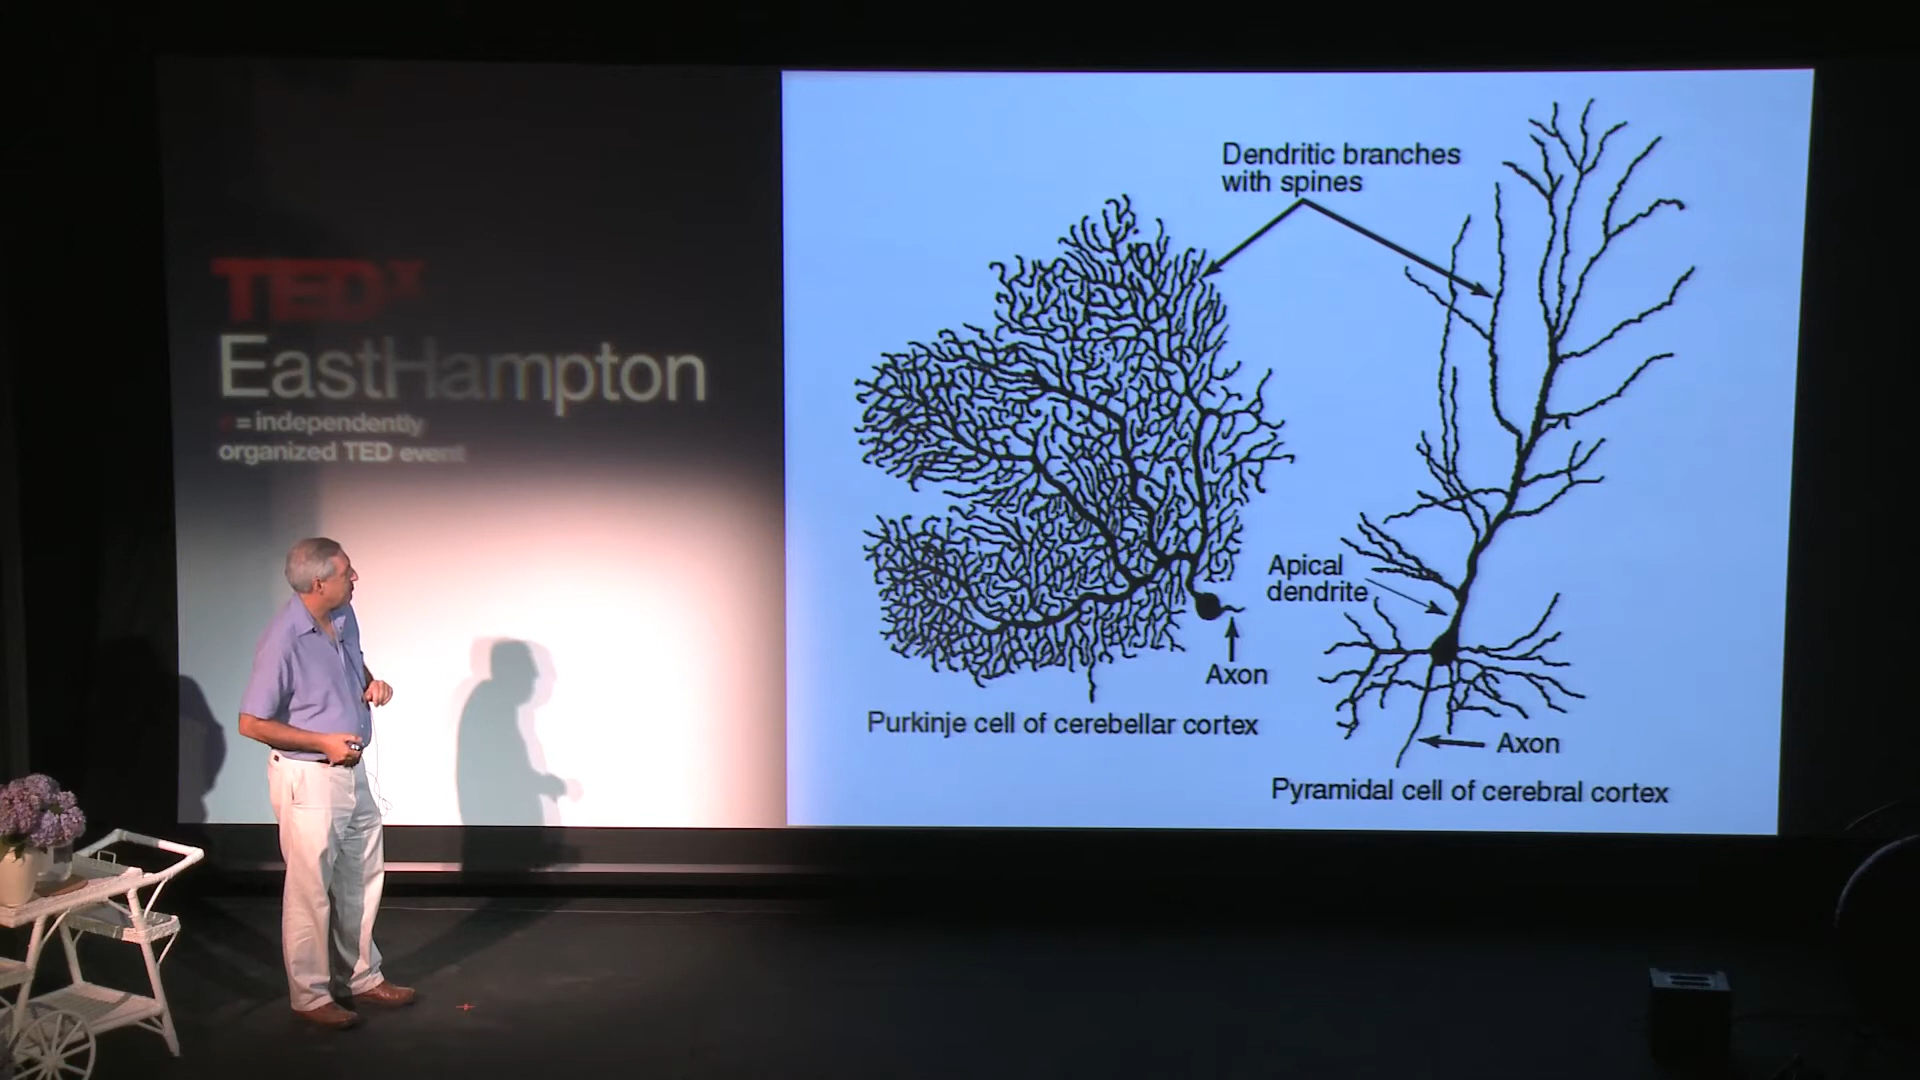 TEDx
EastHampton
x = independently
organized TED event
Dendritic branches
with spines
Apical
dendrite
Axon
Purkinje cell of cerebellar cortex
Axon
Pyramidal cell of cerebral cortex